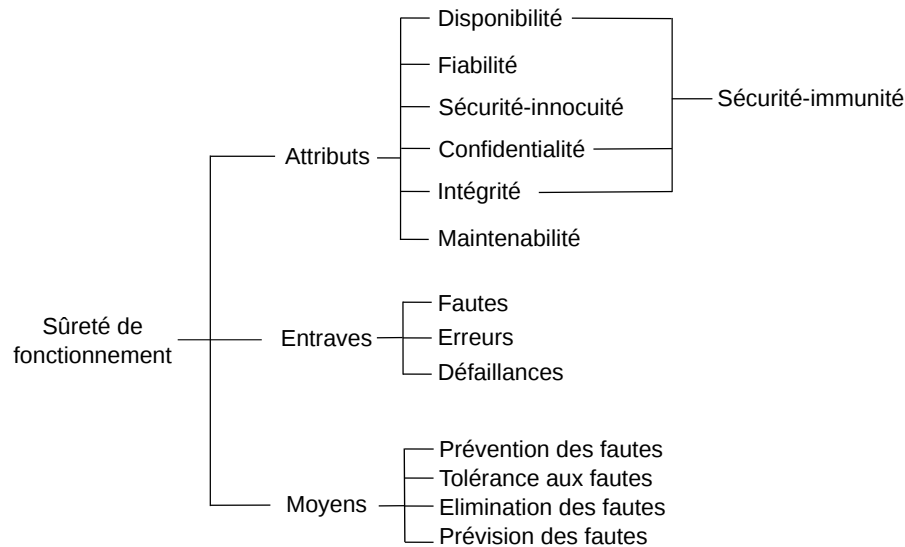 Disponibilité
Fiabilité
Sécurité-innocuité
Sécurité-immunité
Attributs
Confidentialité
Intégrité
Maintenabilité
Sûreté de
fonctionnement
Entraves
Fautes
Erreurs
Défaillances
Moyens
Prévention des fautes
Tolérance aux fautes
Elimination des fautes
Prévision des fautes